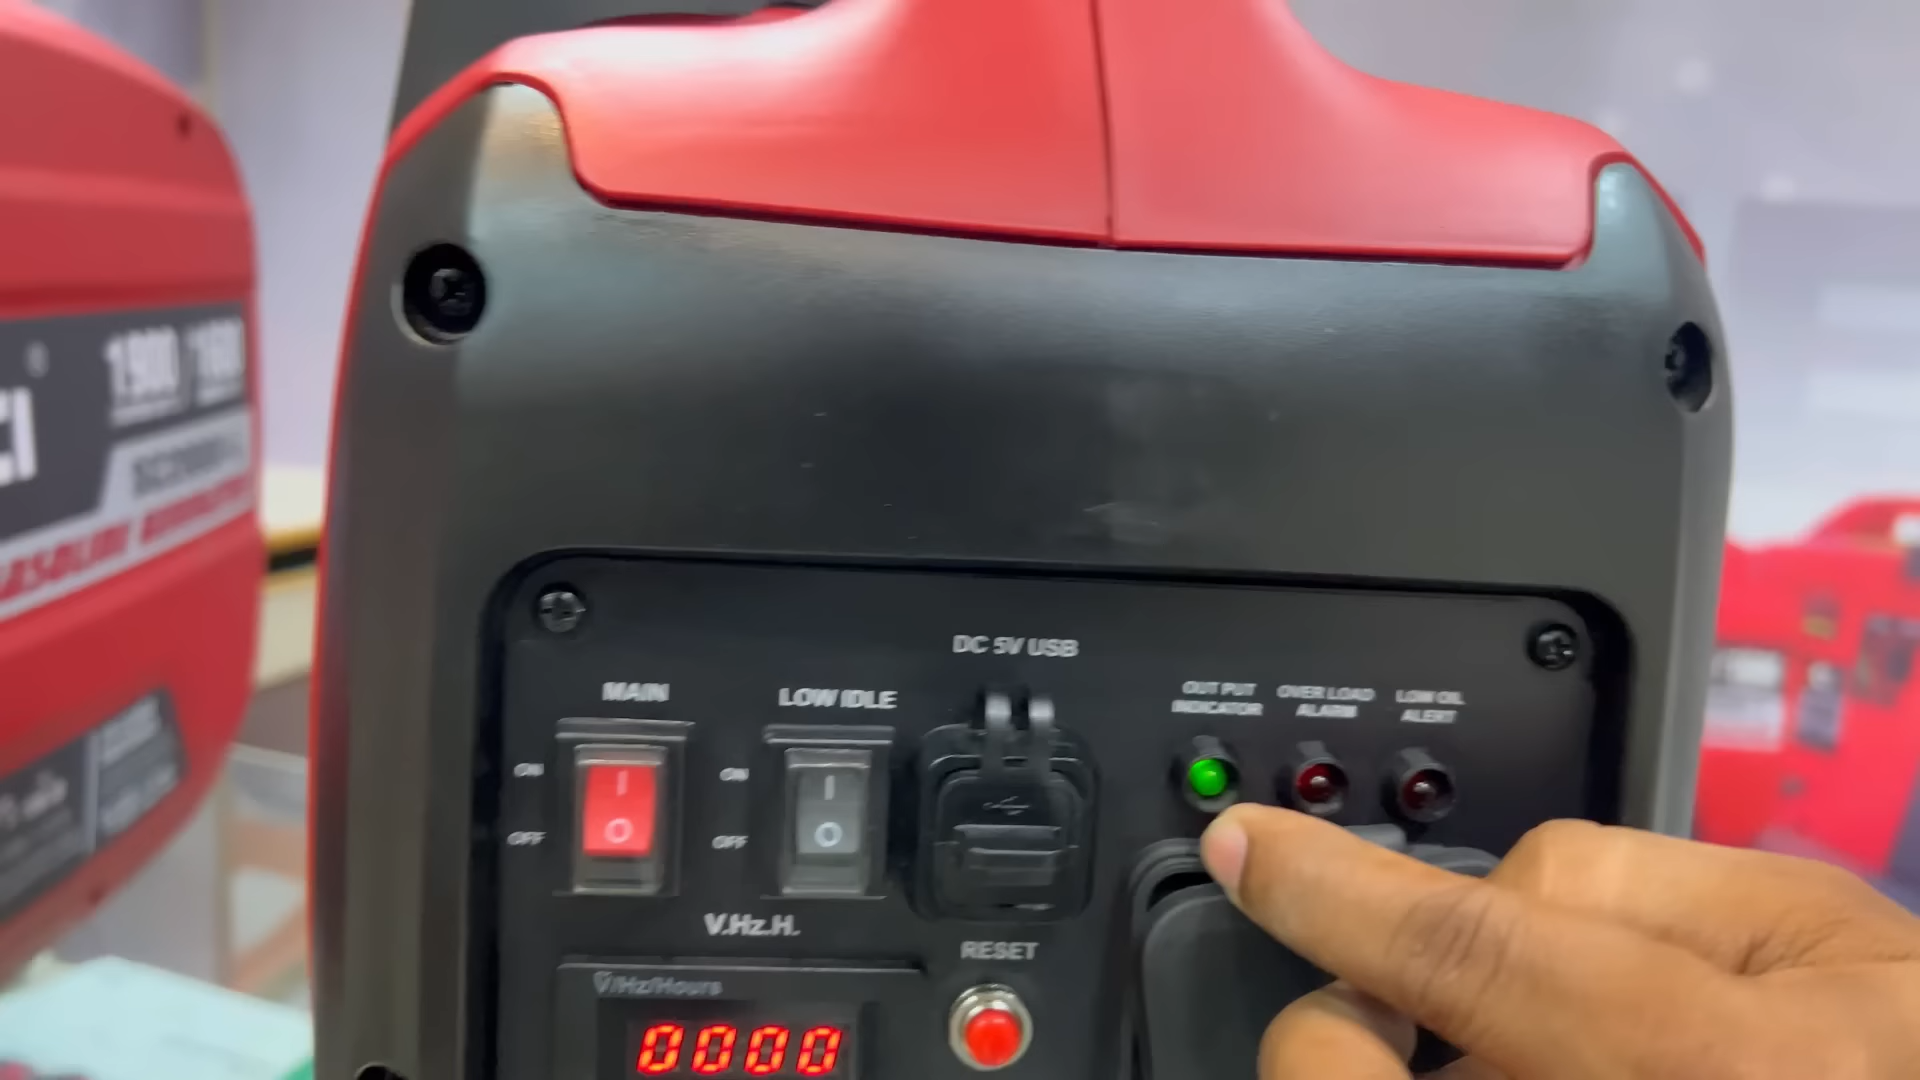 DC 5V USB
MAIN
LOW IDLE
OUT PUT
INDICATOR
OVER LOAD
ALARM
LOW OIL
ALERT
ON
OFF
ON
OFF
V.Hz.H.
RESET
V/Hz/Hours
0000
1900
GASOLINE